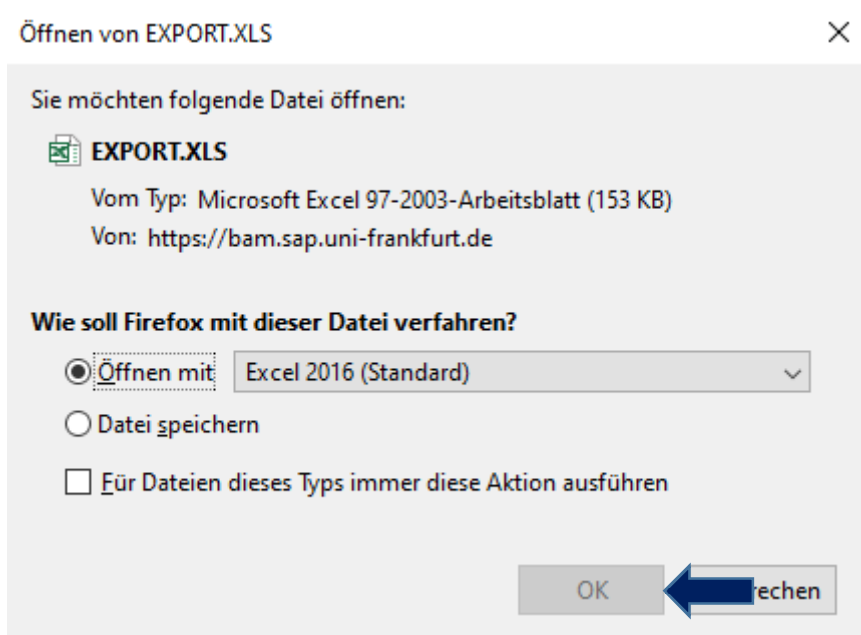 Öffnen von EXPORT.XLS
Sie möchten folgende Datei öffnen:
EXPORT.XLS
Vom Typ: Microsoft Excel 97-2003-Arbeitsblatt (153 KB)
Von: https://bam.sap.uni-frankfurt.de
Wie soll Firefox mit dieser Datei verfahren?
Öffnen mit Excel 2016 (Standard)
Datei speichern
Für Dateien dieses Typs immer diese Aktion ausführen
OK